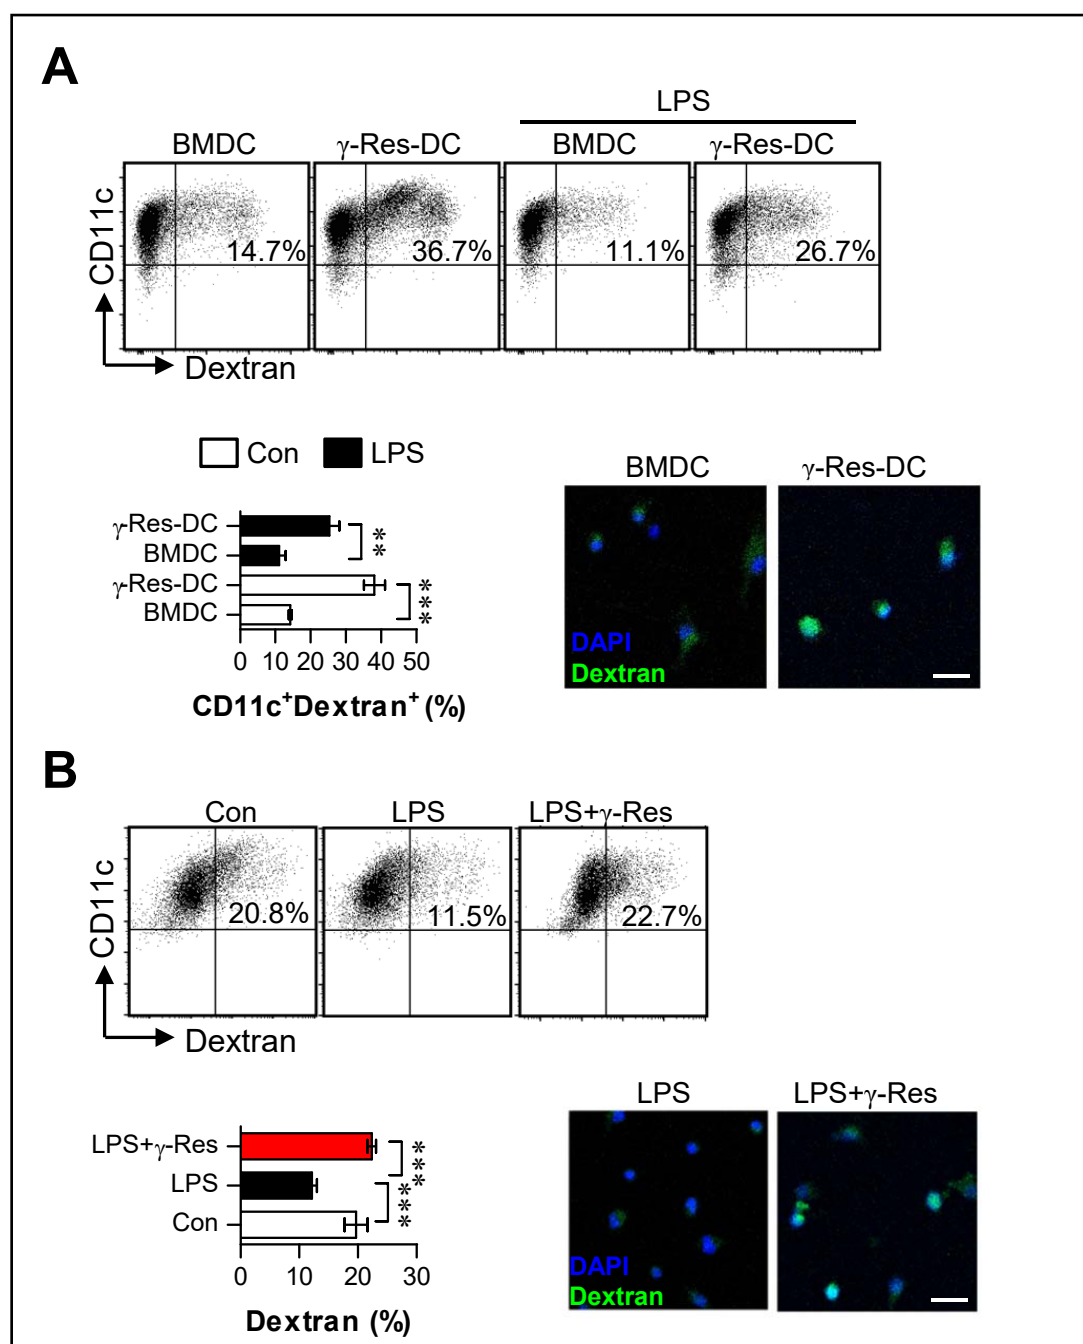 A
LPS
BMDC γ-Res-DC BMDC γ-Res-DC
CD11c
14.7% 36.7% 11.1% 26.7%
Dextran
Con LPS
γ-Res-DC
BMDC
γ-Res-DC
BMDC
**
***
0 10 20 30 40 50
CD11c+Dextran+ (%)
BMDC γ-Res-DC
DAPI
Dextran
B
Con LPS LPS+γ-Res
CD11c
20.8% 11.5% 22.7%
Dextran
LPS+γ-Res
LPS
Con
***
***
0 10 20 30
Dextran (%)
LPS LPS+γ-Res
DAPI
Dextran